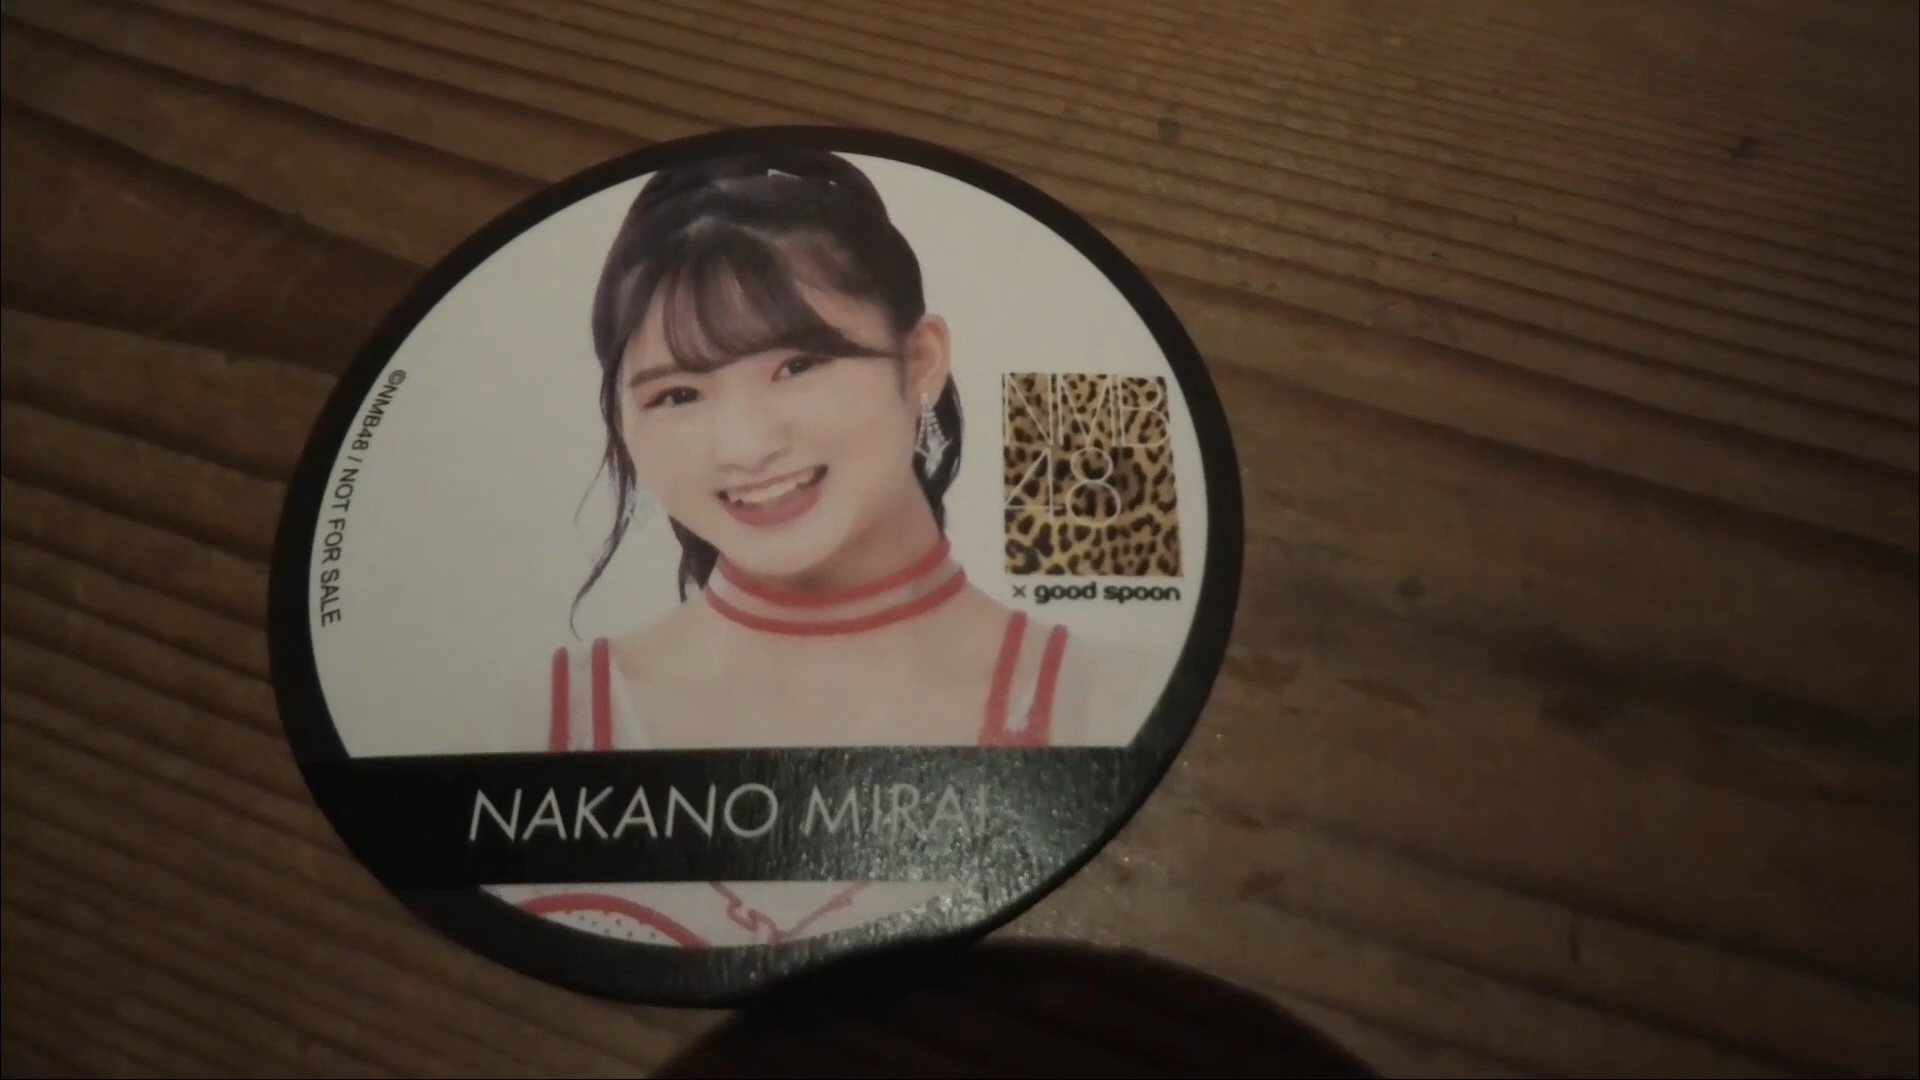 ©NMB48 / NOT FOR SALE
NMB
48
× good spoon
NAKANO MIRAI